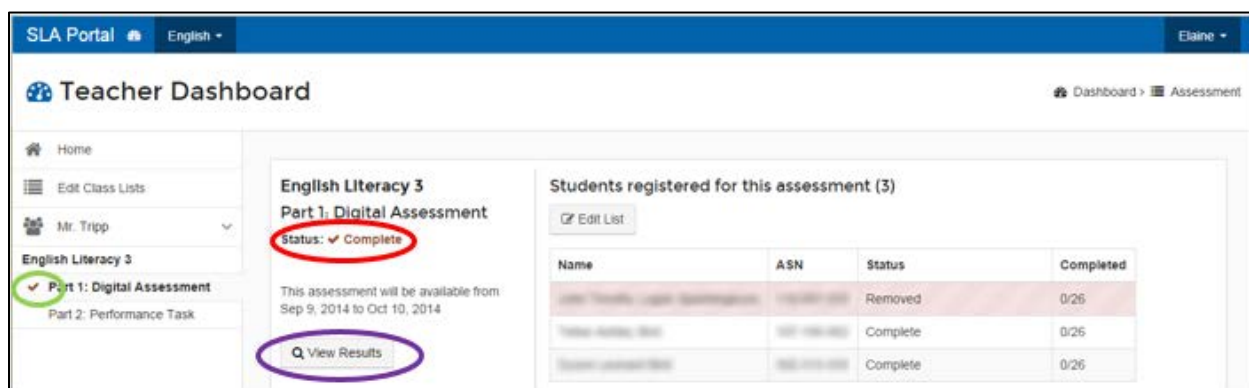 SLA Portal English Elaine
Teacher Dashboard
Dashboard > Assessment
Home
Edit Class Lists
Mr. Tripp
English Literacy 3
Part 1: Digital Assessment
Part 2: Performance Task
English Literacy 3
Part 1: Digital Assessment
Status: ✔ Complete
This assessment will be available from
Sep 9, 2014 to Oct 10, 2014
View Results
Students registered for this assessment (3)
Edit List
Name ASN Status Completed
Removed 0/26
Complete 0/26
Complete 0/26